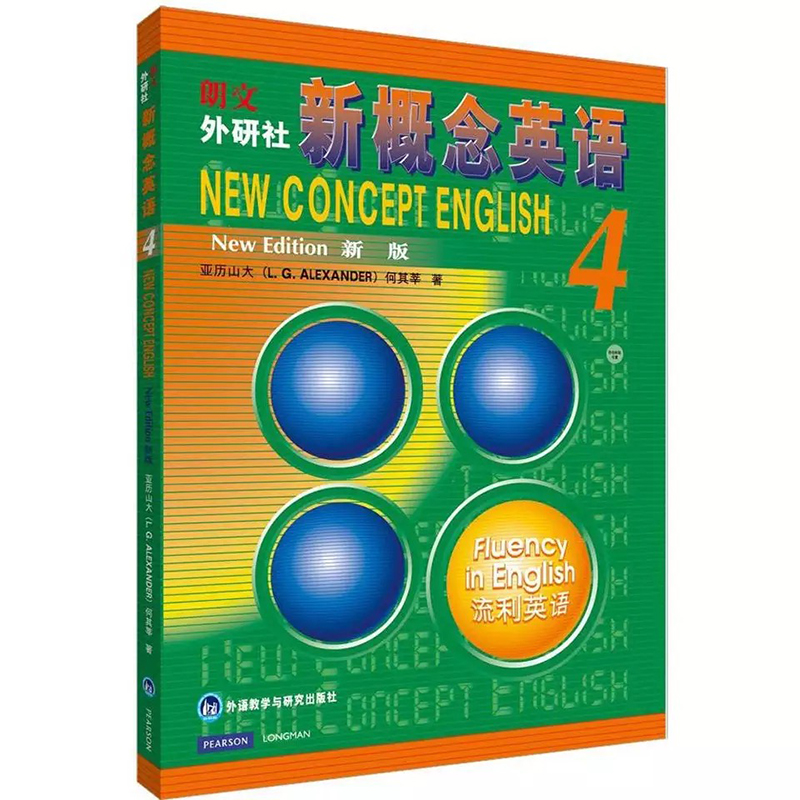 朗文
外研社
新概念英语
NEW CONCEPT ENGLISH
New Edition 新 版
4
亚历山大（L. G. ALEXANDER）何其莘 著
Fluency
in English
流利英语
外语教学与研究出版社
PEARSON LONGMAN
朗文
外研社
新概念英语
4
NEW CONCEPT ENGLISH
New Edition 新版
亚历山大（L. G. ALEXANDER）何其莘 著
PEARSON